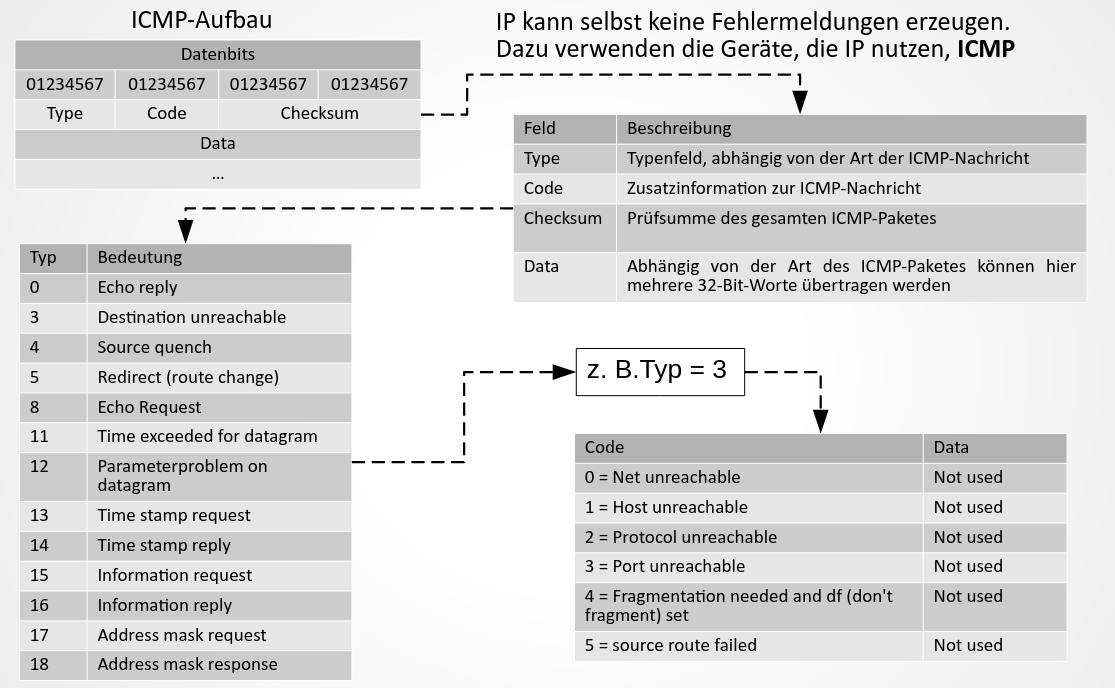 ICMP-Aufbau
IP kann selbst keine Fehlermeldungen erzeugen.
Dazu verwenden die Geräte, die IP nutzen, ICMP
Datenbits
01234567 01234567 01234567 01234567
Type Code Checksum
Data
...
Feld Beschreibung
Type Typenfeld, abhängig von der Art der ICMP-Nachricht
Code Zusatzinformation zur ICMP-Nachricht
Checksum Prüfsumme des gesamten ICMP-Paketes
Data Abhängig von der Art des ICMP-Paketes können hier
mehrere 32-Bit-Worte übertragen werden
Typ Bedeutung
0 Echo reply
3 Destination unreachable
4 Source quench
5 Redirect (route change)
8 Echo Request
11 Time exceeded for datagram
12 Parameterproblem on
datagram
13 Time stamp request
14 Time stamp reply
15 Information request
16 Information reply
17 Address mask request
18 Address mask response
z. B.Typ = 3
Code Data
0 = Net unreachable Not used
1 = Host unreachable Not used
2 = Protocol unreachable Not used
3 = Port unreachable Not used
4 = Fragmentation needed and df (don't Not used
fragment) set
5 = source route failed Not used